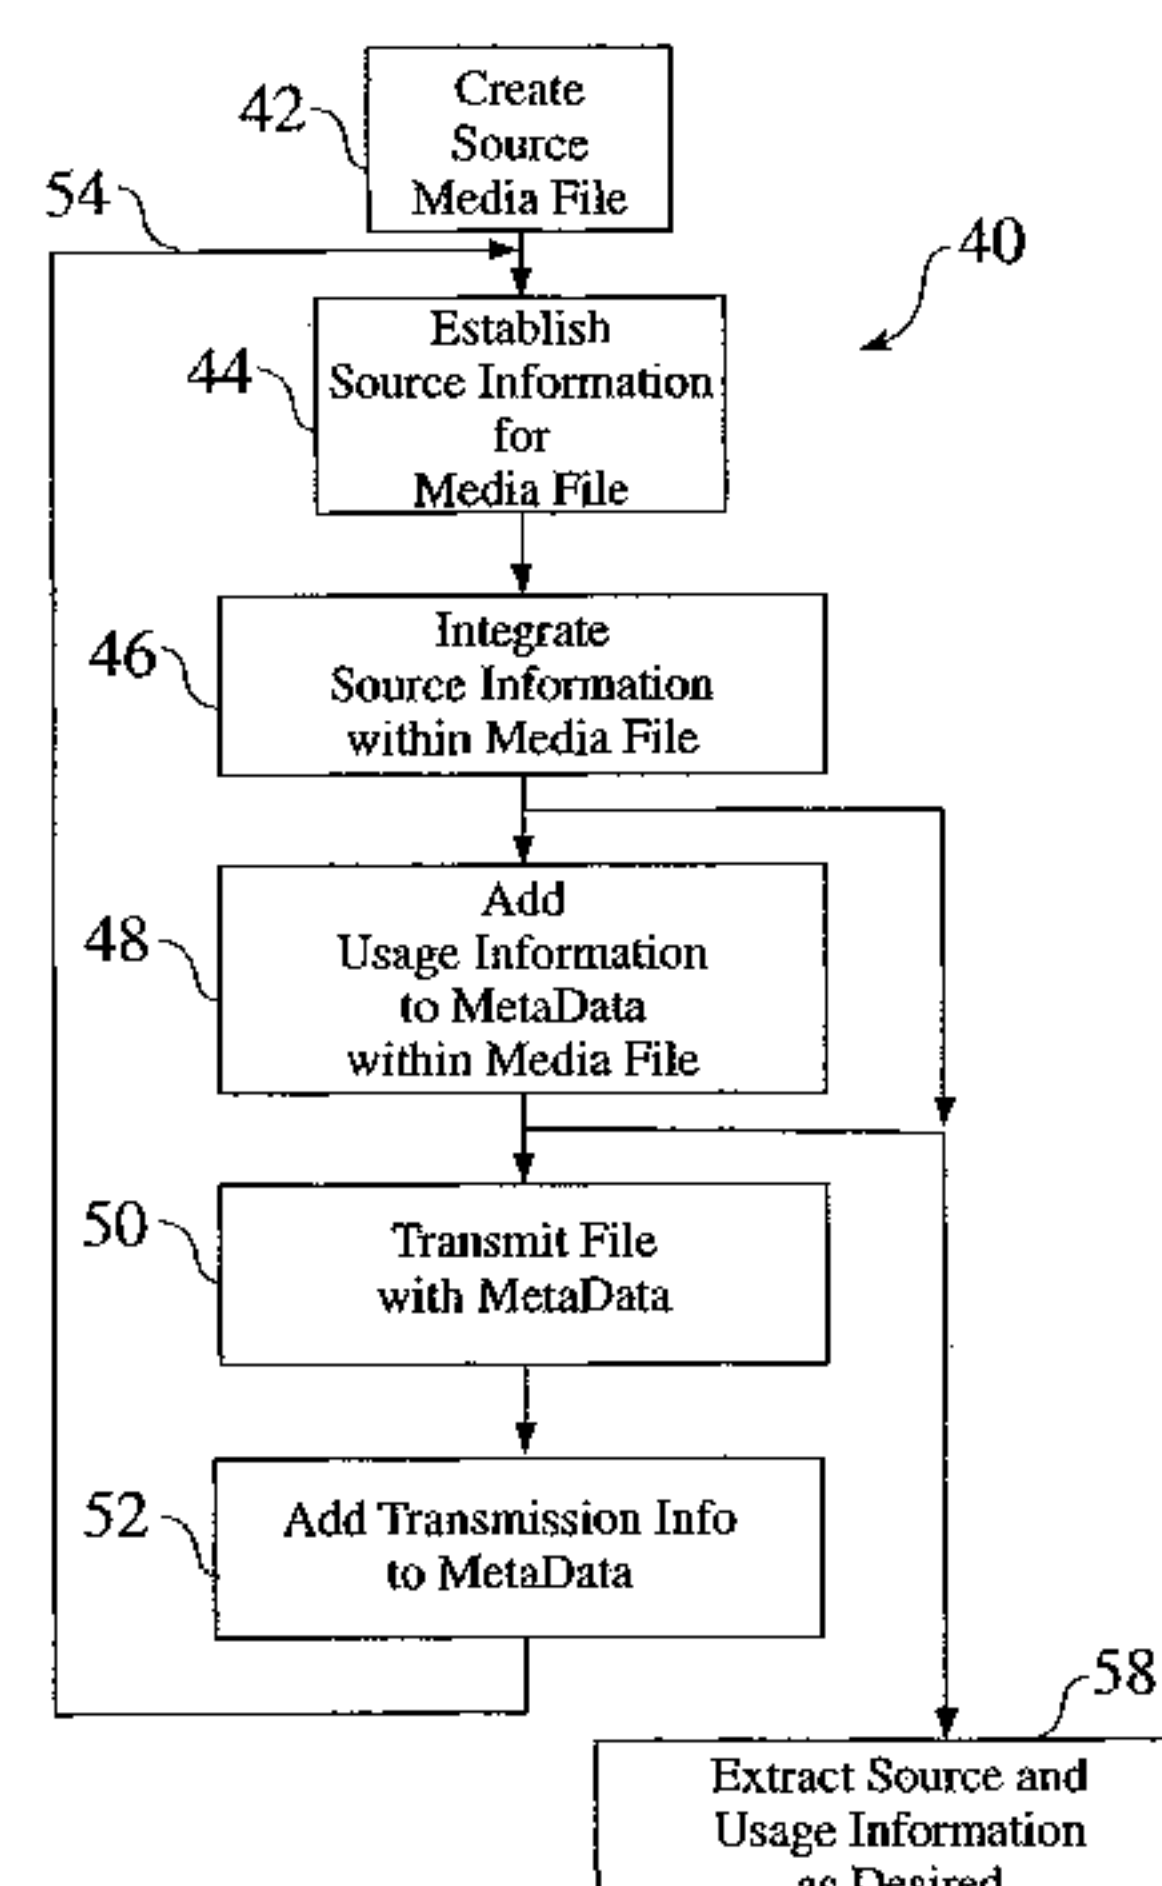 42
Create
Source
Media File
54
40
44
Establish
Source Information
for
Media File
46
Integrate
Source Information
within Media File
48
Add
Usage Information
to MetaData
within Media File
50
Transmit File
with MetaData
52
Add Transmission Info
to MetaData
58
Extract Source and
Usage Information
as Desired